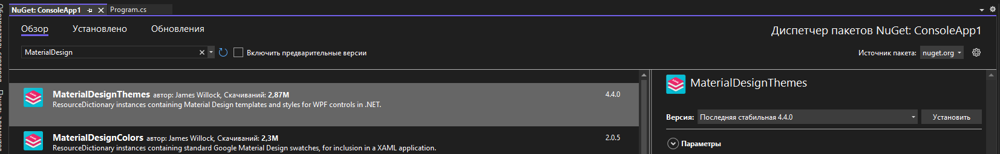 NuGet: ConsoleApp1
Program.cs
Обзор Установлено Обновления
Диспетчер пакетов NuGet: ConsoleApp1
MaterialDesign
Включить предварительные версии
Источник пакета: nuget.org
MaterialDesignThemes автор: James Willock, Скачиваний: 2,87M
4.4.0
ResourceDictionary instances containing Material Design templates and styles for WPF controls in .NET.
MaterialDesignColors автор: James Willock, Скачиваний: 2,3M
2.0.5
ResourceDictionary instances containing standard Google Material Design swatches, for inclusion in a XAML application.
MaterialDesignThemes
Версия: Последняя стабильная 4.4.0
Установить
Параметры